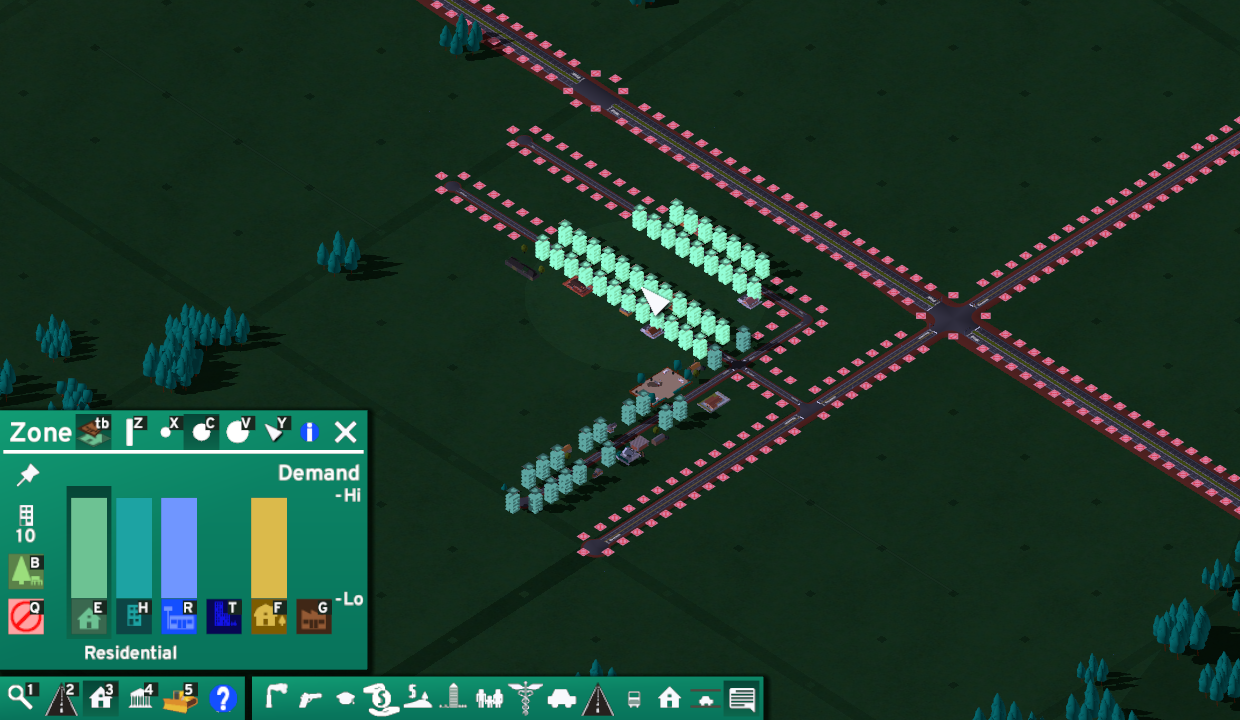 Zone tb Z X C V Y
Demand
-Hi
10
B
-Lo
Q E H R T F G
Residential
1 2 3 4 5 ? $ $